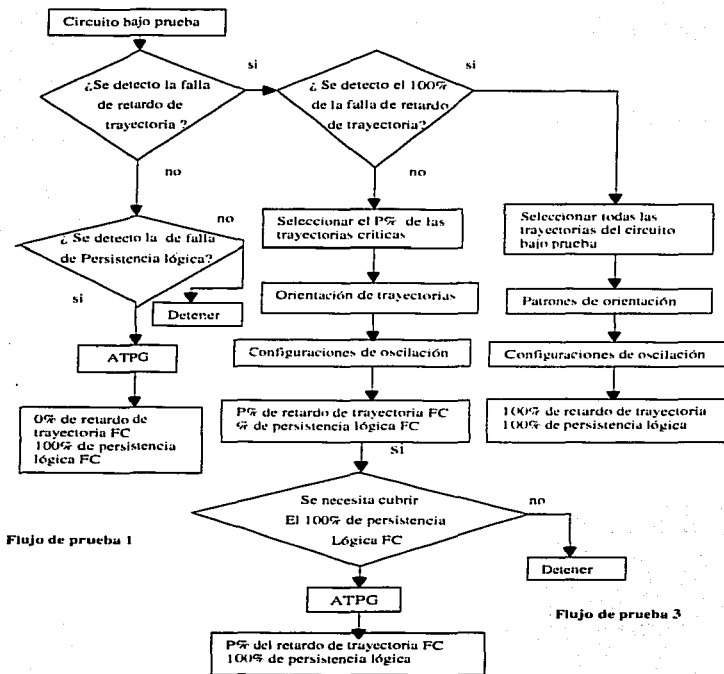 Circuito bajo prueba
si
si
¿Se detecto la falla
de retardo de
trayectoria ?
¿ Se detecto el 100%
de la falla de retardo
de trayectoria?
no
no
no
¿ Se detecto la de falla
de Persistencia lógica?
Seleccionar el P% de las
trayectorias criticas
Seleccionar todas las
trayectorias del circuito
bajo prueba
si
Detener
Orientación de trayectorias
Patrones de orientación
ATPG
Configuraciones de oscilación
Configuraciones de oscilación
0% de retardo de
trayectoria FC
100% de persistencia
lógica FC
P% de retardo de trayectoria FC
% de persistencia lógica FC
100% de retardo de trayectoria
100% de persistencia lógica
si
Se necesita cubrir
El 100% de persistencia
Lógica FC
no
Flujo de prueba 1
Detener
ATPG
Flujo de prueba 3
P% del retardo de trayectoria FC
100% de persistencia lógica